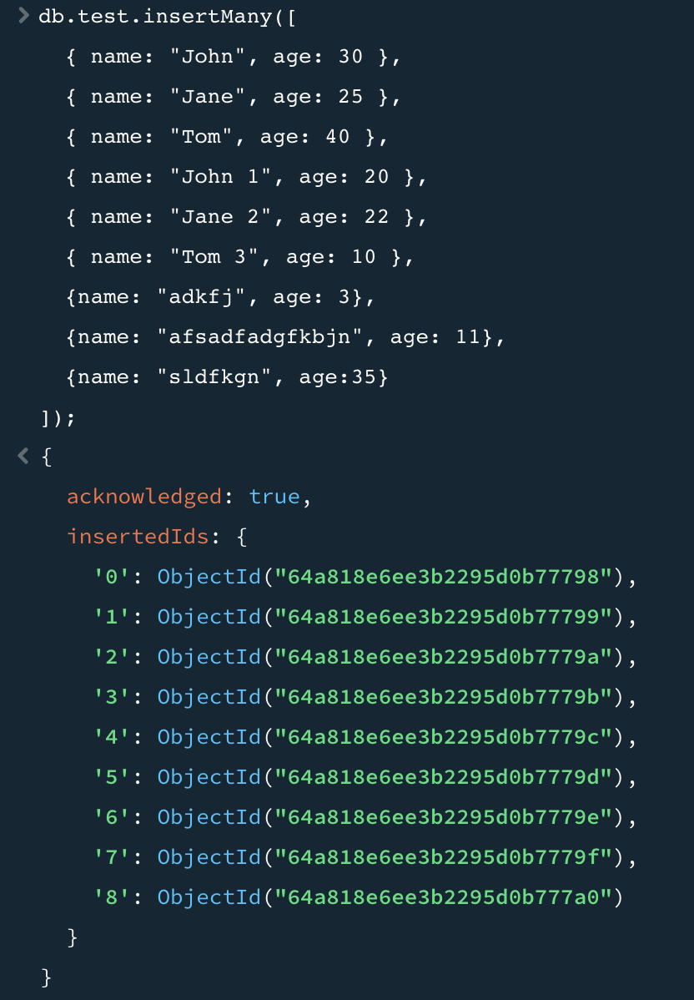 > db.test.insertMany([
{ name: "John", age: 30 },
{ name: "Jane", age: 25 },
{ name: "Tom", age: 40 },
{ name: "John 1", age: 20 },
{ name: "Jane 2", age: 22 },
{ name: "Tom 3", age: 10 },
{name: "adkfj", age: 3},
{name: "afsadfadgfkbjn", age: 11},
{name: "sldfkgn", age:35}
]);
< {
acknowledged: true,
insertedIds: {
'0': ObjectId("64a818e6ee3b2295d0b77798"),
'1': ObjectId("64a818e6ee3b2295d0b77799"),
'2': ObjectId("64a818e6ee3b2295d0b7779a"),
'3': ObjectId("64a818e6ee3b2295d0b7779b"),
'4': ObjectId("64a818e6ee3b2295d0b7779c"),
'5': ObjectId("64a818e6ee3b2295d0b7779d"),
'6': ObjectId("64a818e6ee3b2295d0b7779e"),
'7': ObjectId("64a818e6ee3b2295d0b7779f"),
'8': ObjectId("64a818e6ee3b2295d0b777a0")
}
}